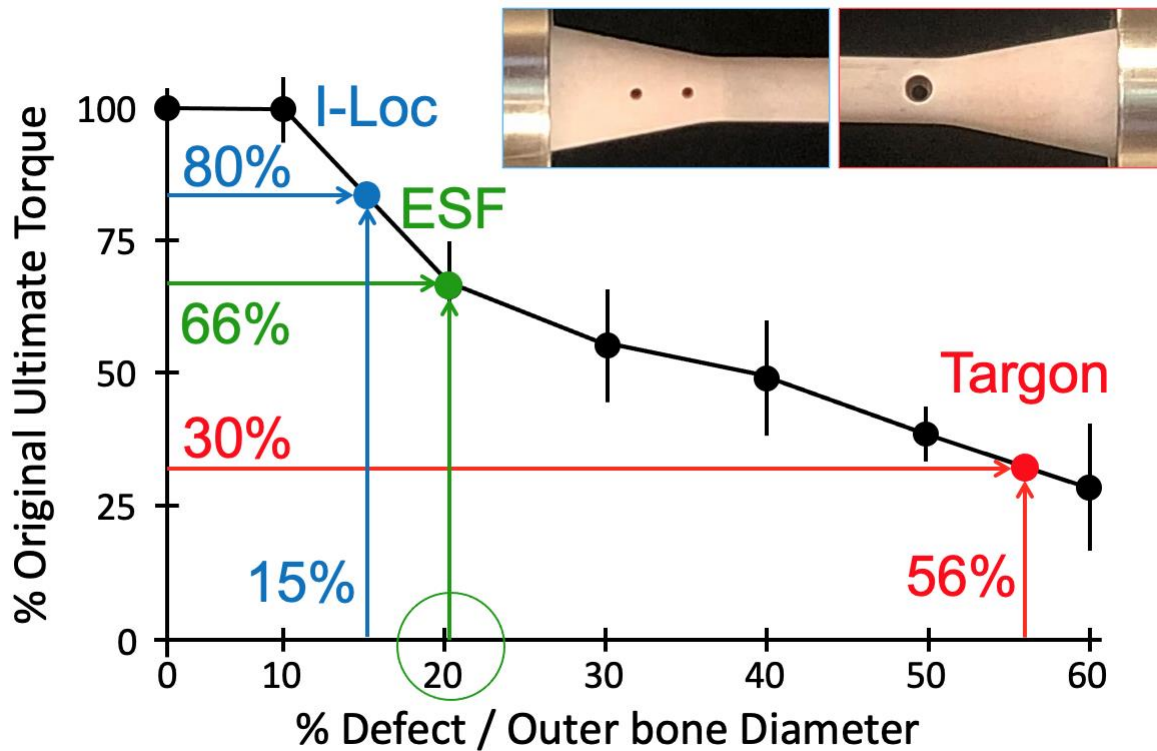 % Original Ultimate Torque
100
75
50
25
0
I-Loc
80%
ESF
66%
Targon
30%
15%
56%
0 10 20 30 40 50 60
% Defect / Outer bone Diameter